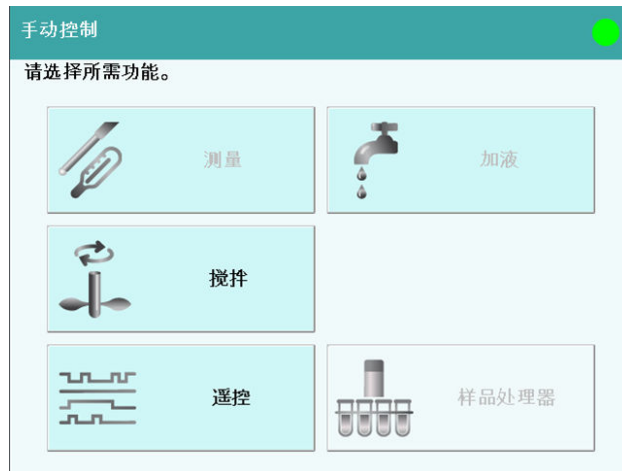 手动控制
请选择所需功能。
测量
加液
搅拌
遥控
样品处理器